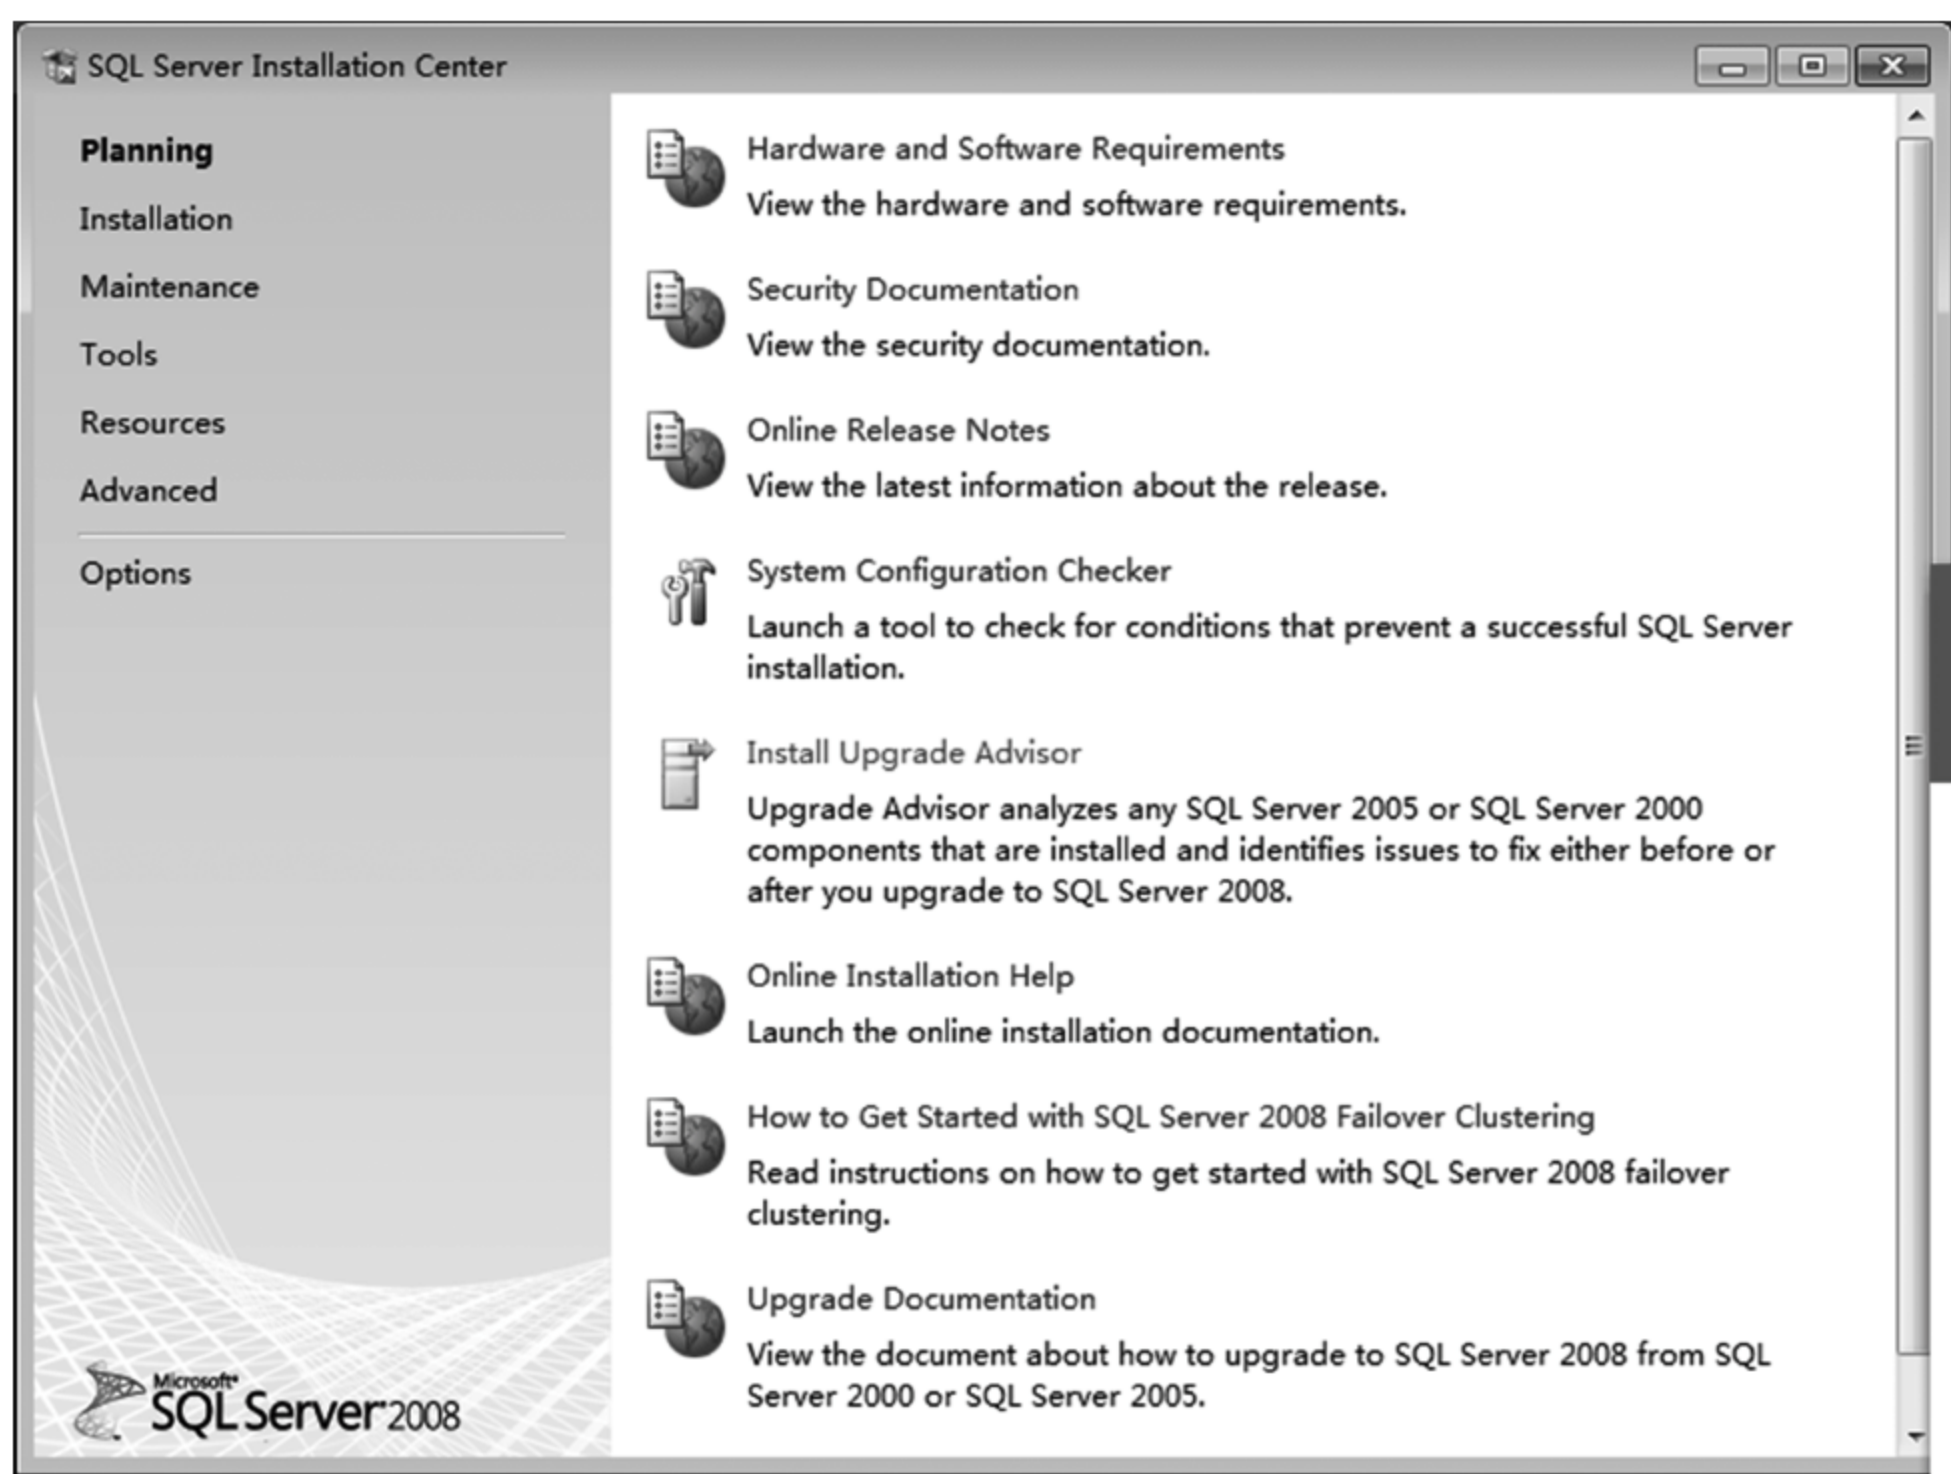 SQL Server Installation Center
Planning
Installation
Maintenance
Tools
Resources
Advanced
Options
Hardware and Software Requirements
View the hardware and software requirements.
Security Documentation
View the security documentation.
Online Release Notes
View the latest information about the release.
System Configuration Checker
Launch a tool to check for conditions that prevent a successful SQL Server
installation.
Install Upgrade Advisor
Upgrade Advisor analyzes any SQL Server 2005 or SQL Server 2000
components that are installed and identifies issues to fix either before or
after you upgrade to SQL Server 2008.
Online Installation Help
Launch the online installation documentation.
How to Get Started with SQL Server 2008 Failover Clustering
Read instructions on how to get started with SQL Server 2008 failover
clustering.
Upgrade Documentation
View the document about how to upgrade to SQL Server 2008 from SQL
Server 2000 or SQL Server 2005.
Microsoft®
SQL Server 2008